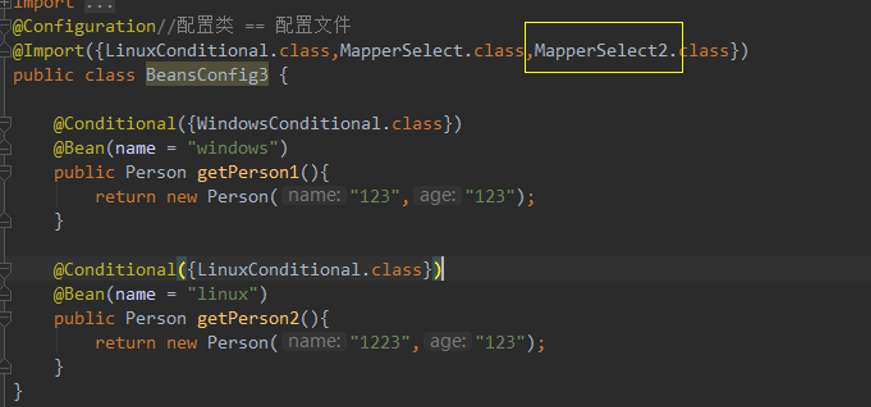 import ...
@Configuration//配置类 == 配置文件
@Import({LinuxConditional.class,MapperSelect.class,MapperSelect2.class})
public class BeansConfig3 {
@Conditional({WindowsConditional.class})
@Bean(name = "windows")
public Person getPerson1(){
return new Person( name: "123", age: "123");
}
@Conditional({LinuxConditional.class})
@Bean(name = "linux")
public Person getPerson2(){
return new Person( name: "1223", age: "123");
}
}